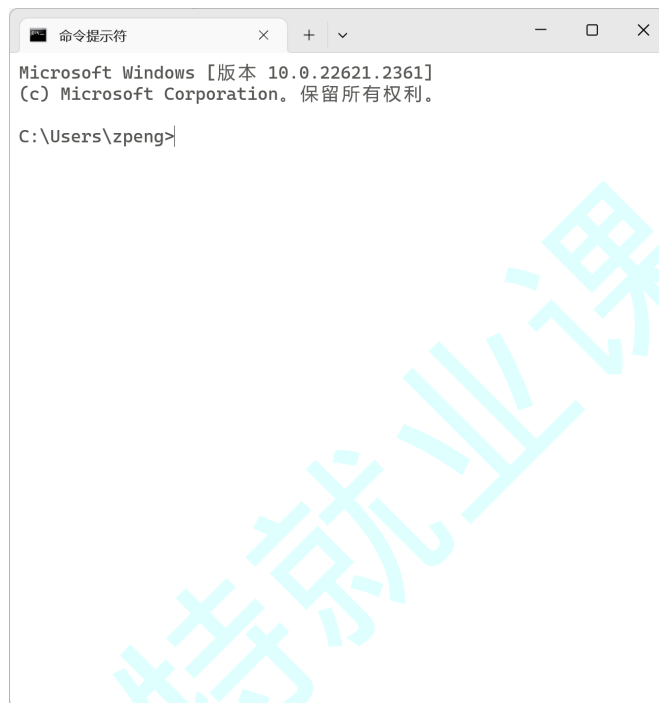 命令提示符
Microsoft Windows [版本 10.0.22621.2361]
(c) Microsoft Corporation。保留所有权利。
C:\Users\zpeng>
特就业课